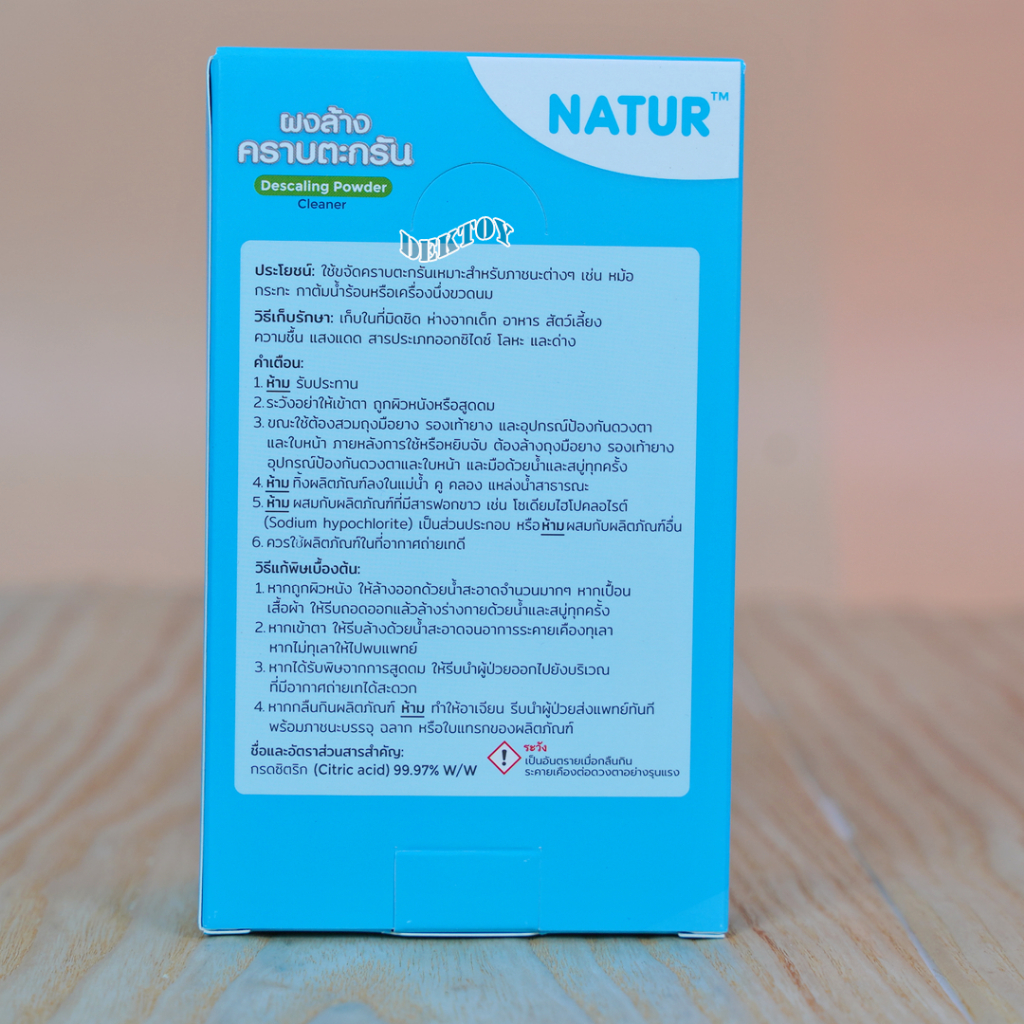 NATUR™
ผงล้าง
คราบตะกรัน
Descaling Powder
Cleaner
DEKTOY
ประโยชน์: ใช้ขจัดคราบตะกรันเหมาะสำหรับภาชนะต่างๆ เช่น หม้อ
กระทะ กาต้มน้ำร้อนหรือเครื่องนึ่งขวดนม
วิธีเก็บรักษา: เก็บในที่มิดชิด ห่างจากเด็ก อาหาร สัตว์เลี้ยง
ความชื้น แสงแดด สารประเภทออกซิไดซ์ โลหะ และด่าง
คำเตือน:
1. ห้าม รับประทาน
2. ระวังอย่าให้เข้าตา ถูกผิวหนังหรือสูดดม
3. ขณะใช้ต้องสวมถุงมือยาง รองเท้ายาง และอุปกรณ์ป้องกันดวงตา
และใบหน้า ภายหลังการใช้หรือหยิบจับ ต้องล้างถุงมือยาง รองเท้ายาง
อุปกรณ์ป้องกันดวงตาและใบหน้า และมือด้วยน้ำและสบู่ทุกครั้ง
4. ห้าม ทิ้งผลิตภัณฑ์ลงในแม่น้ำ คู คลอง แหล่งน้ำสาธารณะ
5. ห้าม ผสมกับผลิตภัณฑ์ที่มีสารฟอกขาว เช่น โซเดียมไฮโปคลอไรต์
(Sodium hypochlorite) เป็นส่วนประกอบ หรือห้ามผสมกับผลิตภัณฑ์อื่น
6. ควรใช้ผลิตภัณฑ์ในที่อากาศถ่ายเทดี
วิธีแก้พิษเบื้องต้น:
1. หากถูกผิวหนัง ให้ล้างออกด้วยน้ำสะอาดจำนวนมากๆ หากเปื้อน
เสื้อผ้า ให้รีบถอดออกแล้วล้างร่างกายด้วยน้ำและสบู่ทุกครั้ง
2. หากเข้าตา ให้รีบล้างด้วยน้ำสะอาดจนอาการระคายเคืองทุเลา
หากไม่ทุเลาให้ไปพบแพทย์
3. หากได้รับพิษจากการสูดดม ให้รีบนำผู้ป่วยออกไปยังบริเวณ
ที่มีอากาศถ่ายเทได้สะดวก
4. หากกลืนกินผลิตภัณฑ์ ห้าม ทำให้อาเจียน รีบนำผู้ป่วยส่งแพทย์ทันที
พร้อมภาชนะบรรจุ ฉลาก หรือใบแทรกของผลิตภัณฑ์
ชื่อและอัตราส่วนสารสำคัญ:
กรดซิตริก (Citric acid) 99.97% W/W
ระวัง
เป็นอันตรายเมื่อกลืนกิน
ระคายเคืองต่อดวงตาอย่างรุนแรง